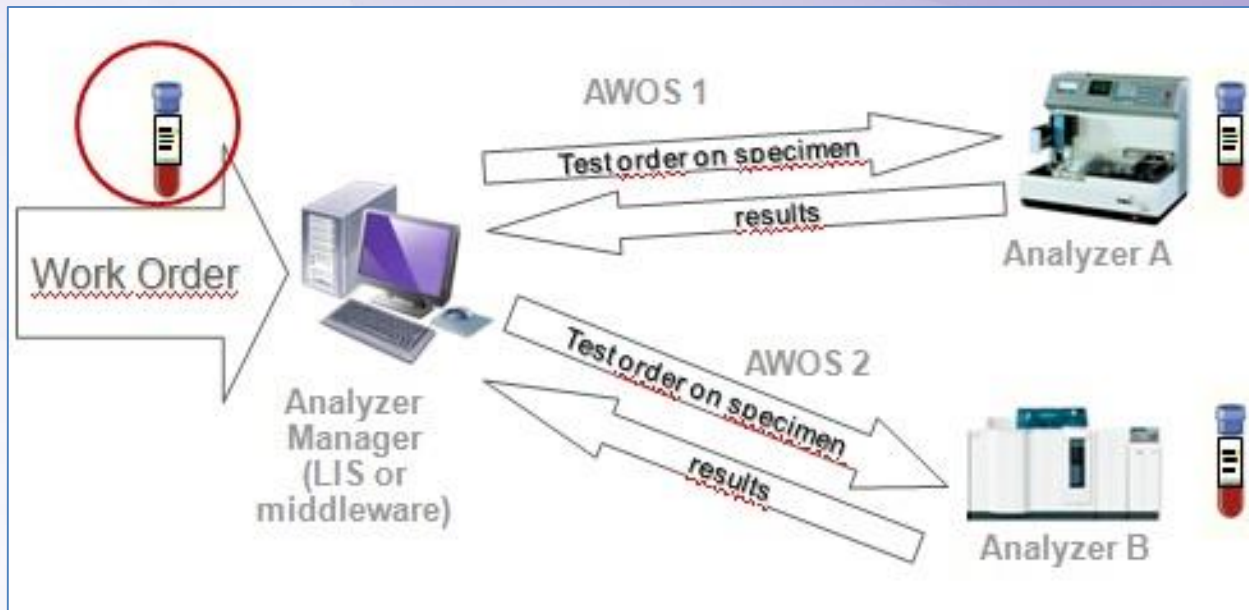 AWOS 1
Test order on specimen
results
Analyzer A
Work Order
AWOS 2
Test order on specimen
results
Analyzer
Manager
(LIS or
middleware)
Analyzer B